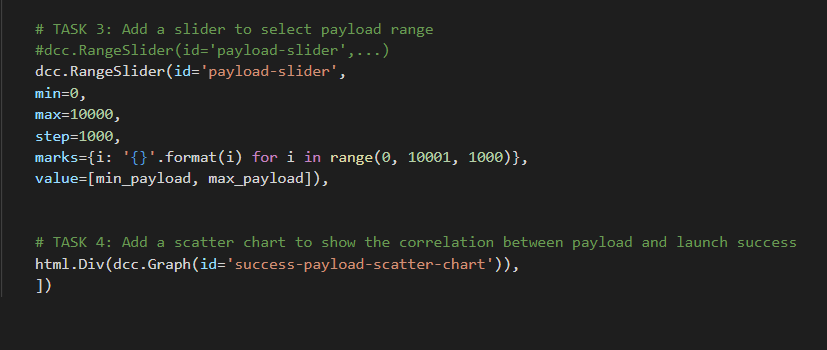 # TASK 3: Add a slider to select payload range
#dcc.RangeSlider(id='payload-slider',...)
dcc.RangeSlider(id='payload-slider',
min=0,
max=10000,
step=1000,
marks={i: '{}'.format(i) for i in range(0, 10001, 1000)},
value=[min_payload, max_payload]),
# TASK 4: Add a scatter chart to show the correlation between payload and launch success
html.Div(dcc.Graph(id='success-payload-scatter-chart')),
])